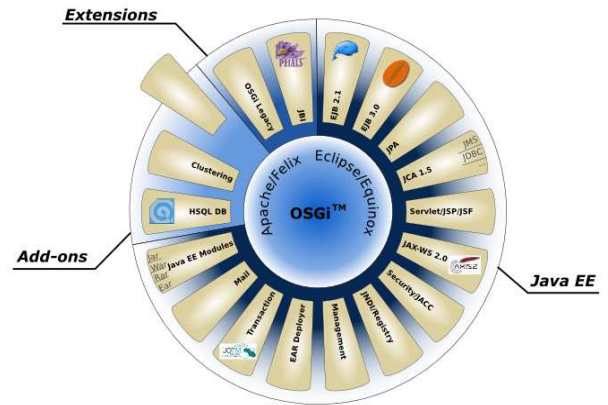 Extensions
OSGi Legacy
JBI
PETALS
EJB 2.1
EJB 3.0
JPA
JCA 1.5
JMS
JDBC
...
Servlet/JSP/JSF
JAX-WS 2.0
AXIS2
Security/JACC
JNDI/Registry
Management
EAR Deployer
Transaction
JOTM
Mail
Java EE Modules
Jar
War
Rar
Ear
HSQL DB
Clustering
Apache/Felix
Eclipse/Equinox
OSGi™
Add-ons
Java EE